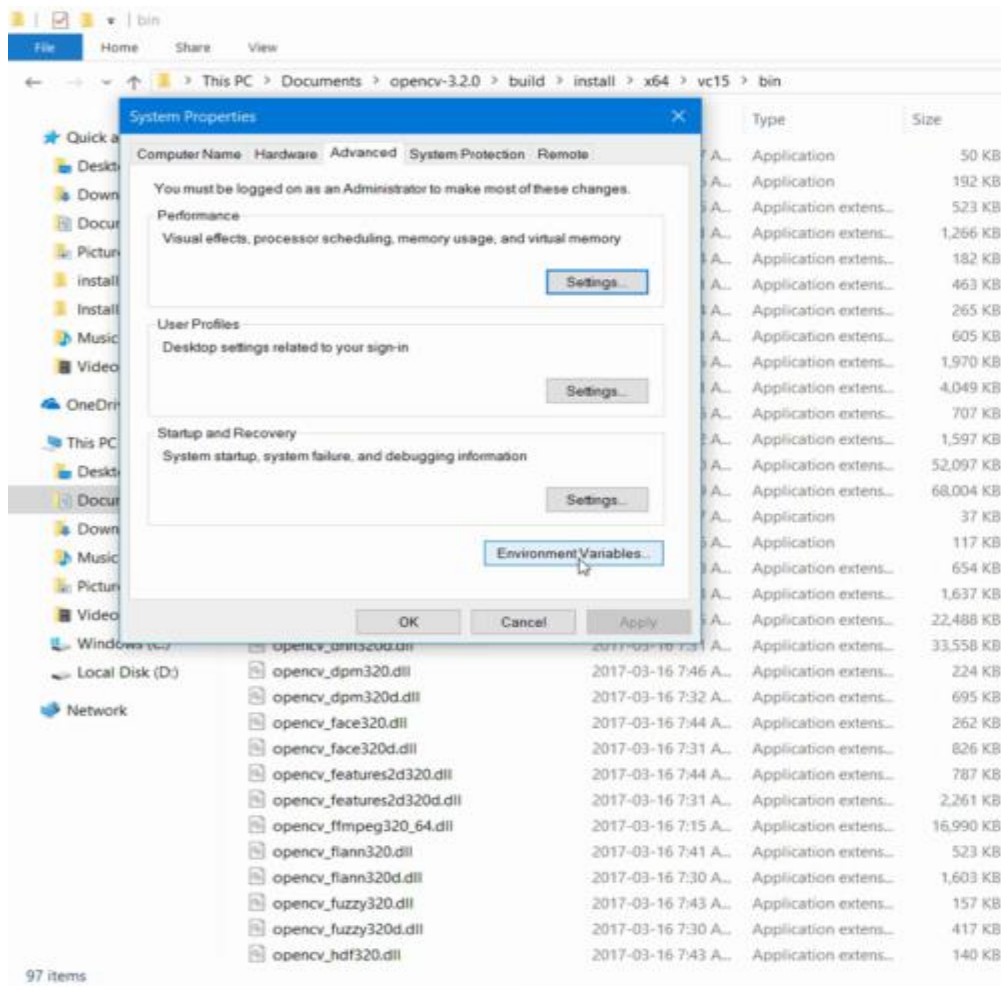 bin
File Home Share View
This PC > Documents > opencv-3.2.0 > build > install > x64 > vc15 > bin
System Properties
Type Size
Computer Name Hardware Advanced System Protection Remote
You must be logged on as an Administrator to make most of these changes.
Performance
Visual effects, processor scheduling, memory usage, and virtual memory
Settings...
User Profiles
Desktop settings related to your sign-in
Settings...
Startup and Recovery
System startup, system failure, and debugging information
Settings...
Environment Variables...
OK Cancel Apply
Quick a
Deskt
Down
Docur
Pictur
install
Install
Music
Video
OneDri
This PC
Deskt
Docur
Down
Music
Pictur
Video
Windows (C:)
Local Disk (D:)
Network
A... Application 50 KB
A... Application 192 KB
A... Application extens... 523 KB
A... Application extens... 1,266 KB
A... Application extens... 182 KB
A... Application extens... 463 KB
A... Application extens... 265 KB
A... Application extens... 605 KB
A... Application extens... 1,970 KB
A... Application extens... 4,049 KB
A... Application extens... 707 KB
A... Application extens... 1,597 KB
A... Application extens... 52,097 KB
A... Application extens... 68,004 KB
A... Application 37 KB
A... Application 117 KB
A... Application extens... 654 KB
A... Application extens... 1,637 KB
A... Application extens... 22,488 KB
opencv_dnn320d.dll 2017-03-16 7:31 A... Application extens... 33,558 KB
opencv_dpm320.dll 2017-03-16 7:46 A... Application extens... 224 KB
opencv_dpm320d.dll 2017-03-16 7:32 A... Application extens... 695 KB
opencv_face320.dll 2017-03-16 7:44 A... Application extens... 262 KB
opencv_face320d.dll 2017-03-16 7:31 A... Application extens... 826 KB
opencv_features2d320.dll 2017-03-16 7:44 A... Application extens... 787 KB
opencv_features2d320d.dll 2017-03-16 7:31 A... Application extens... 2,261 KB
opencv_ffmpeg320_64.dll 2017-03-16 7:15 A... Application extens... 16,990 KB
opencv_flann320.dll 2017-03-16 7:41 A... Application extens... 523 KB
opencv_flann320d.dll 2017-03-16 7:30 A... Application extens... 1,603 KB
opencv_fuzzy320.dll 2017-03-16 7:43 A... Application extens... 157 KB
opencv_fuzzy320d.dll 2017-03-16 7:30 A... Application extens... 417 KB
opencv_hdf320.dll 2017-03-16 7:43 A... Application extens... 140 KB
97 items